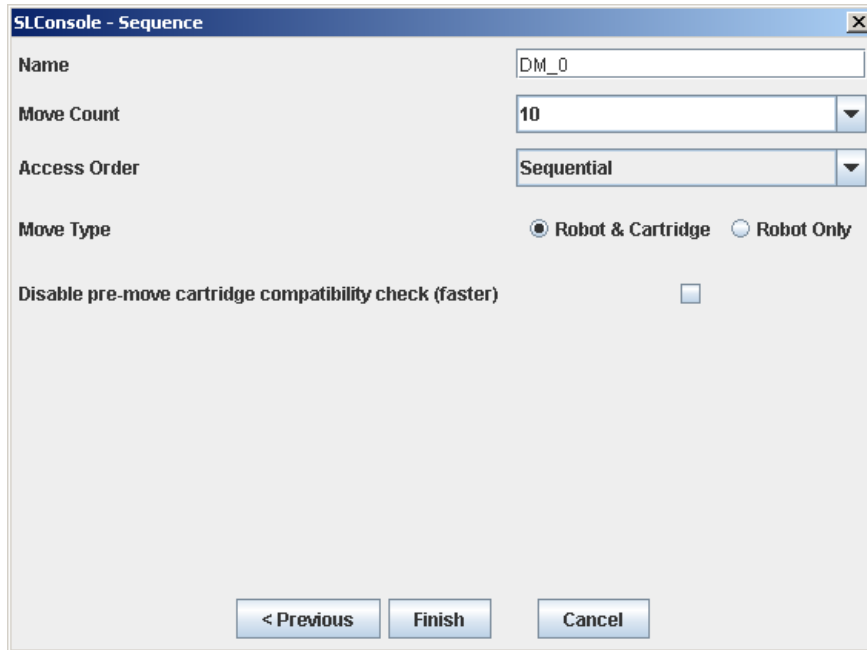 SLConsole - Sequence
Name DM_0
Move Count 10
Access Order Sequential
Move Type Robot & Cartridge Robot Only
Disable pre-move cartridge compatibility check (faster)
< Previous Finish Cancel